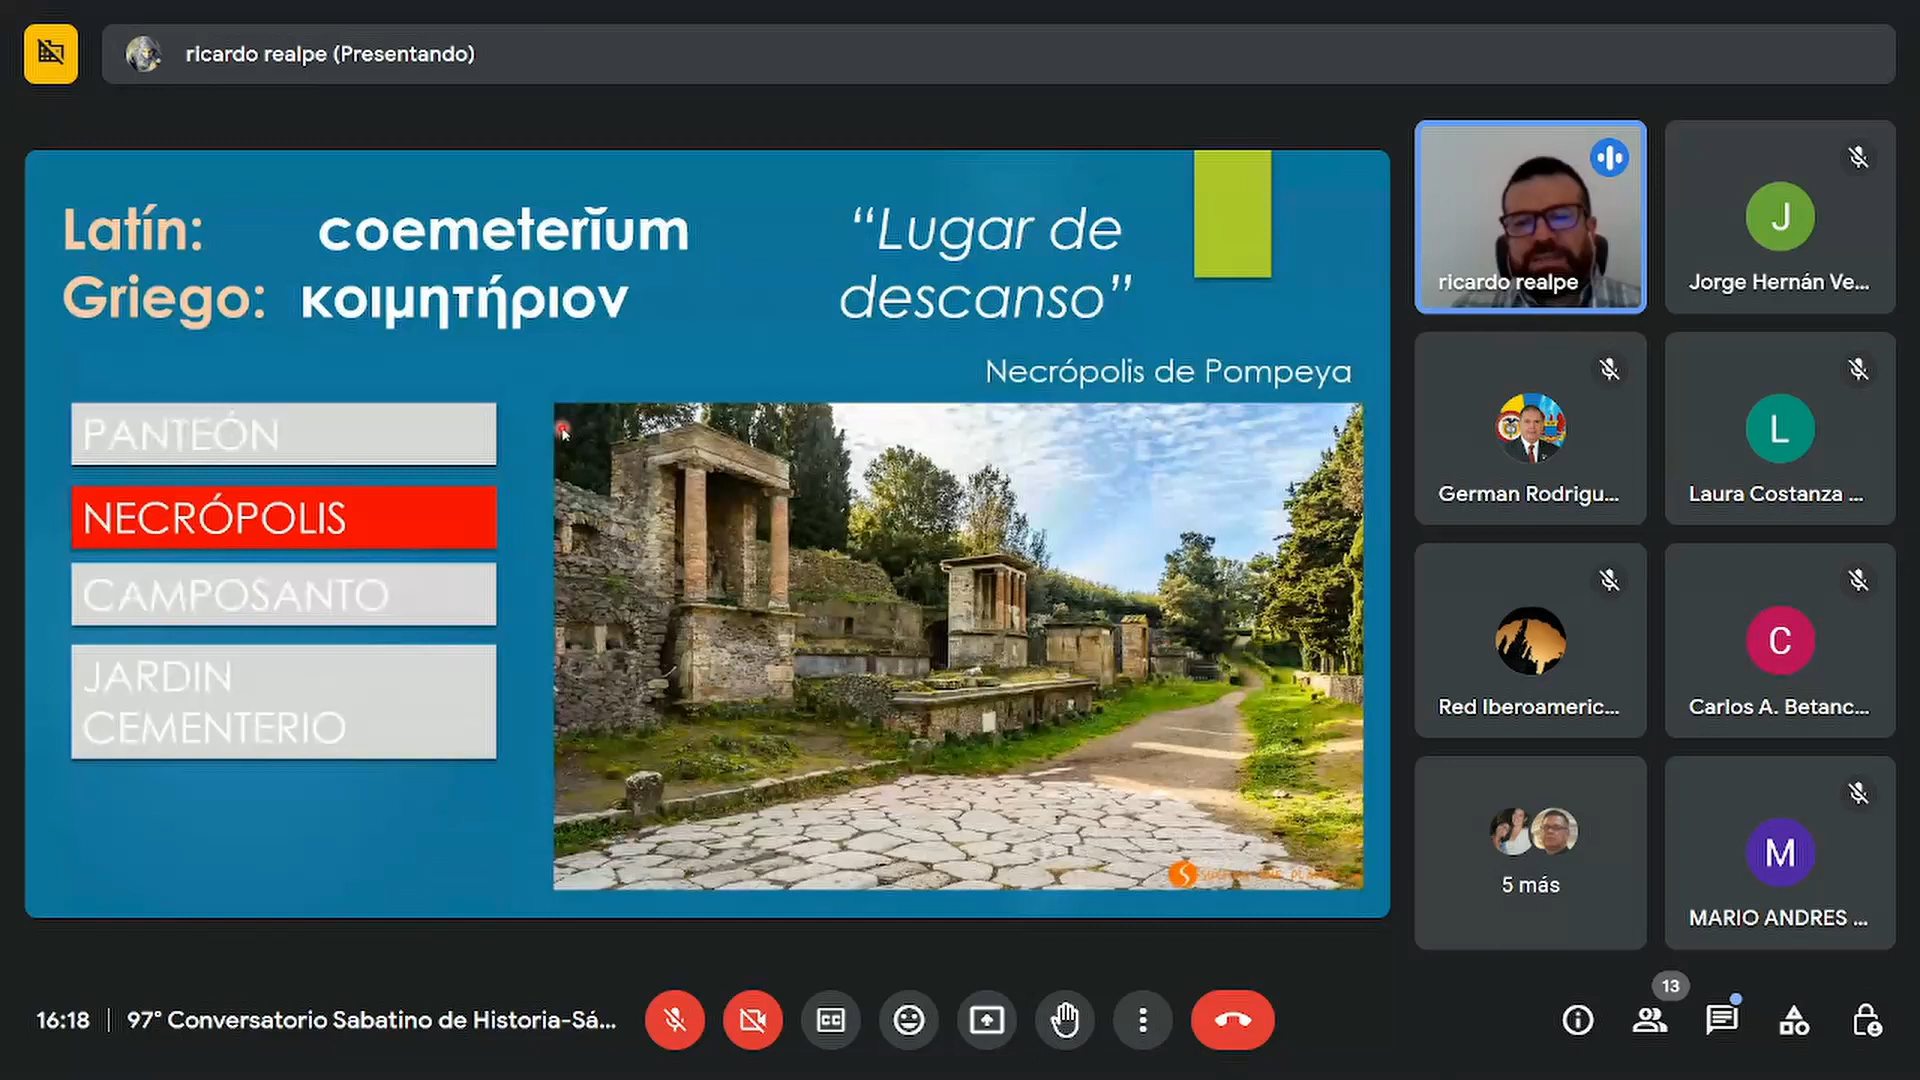 ricardo realpe (Presentando)
Latín: coemeterĭum
Griego: κοιμητήριον
“Lugar de
descanso”
Necrópolis de Pompeya
PANTEÓN
NECRÓPOLIS
CAMPOSANTO
JARDIN
CEMENTERIO
ricardo realpe
Jorge Hernán Ve...
German Rodrigu...
Laura Costanza ...
Red Iberoameric...
Carlos A. Betanc...
5 más
MARIO ANDRES ...
J
L
C
M
16:18 | 97° Conversatorio Sabatino de Historia-Sá...
CC
13